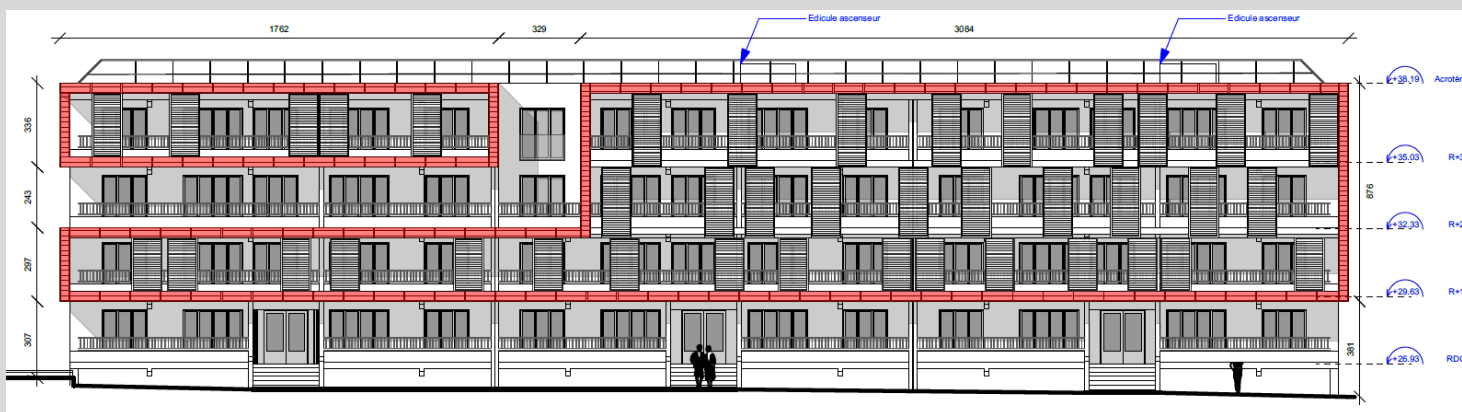 Edicule ascenseur
Edicule ascenseur
1762
329
3084
+38.19 Acrotèr
336
+35.03 R+3
243
876
+32.33 R+2
297
+29.63 R+1
307
381
+26.93 RDC